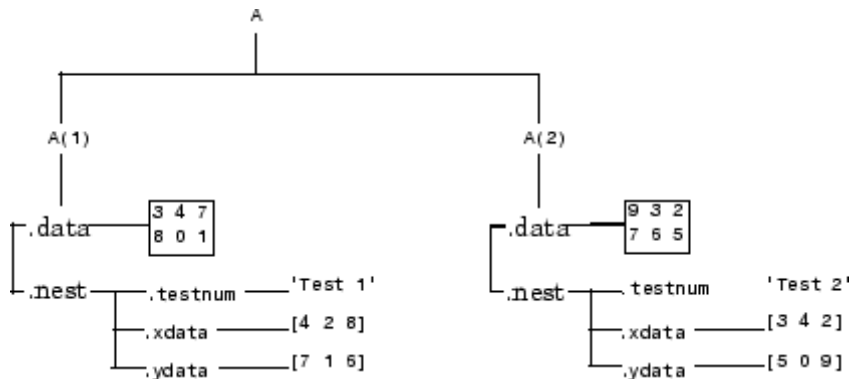 A
A(1) A(2)
.data 3 4 7 .data 9 3 2
8 0 1 7 6 5
.nest .testnum 'Test 1' .nest .testnum 'Test 2'
.xdata [4 2 8] .xdata [3 4 2]
.ydata [7 1 6] .ydata [5 0 9]